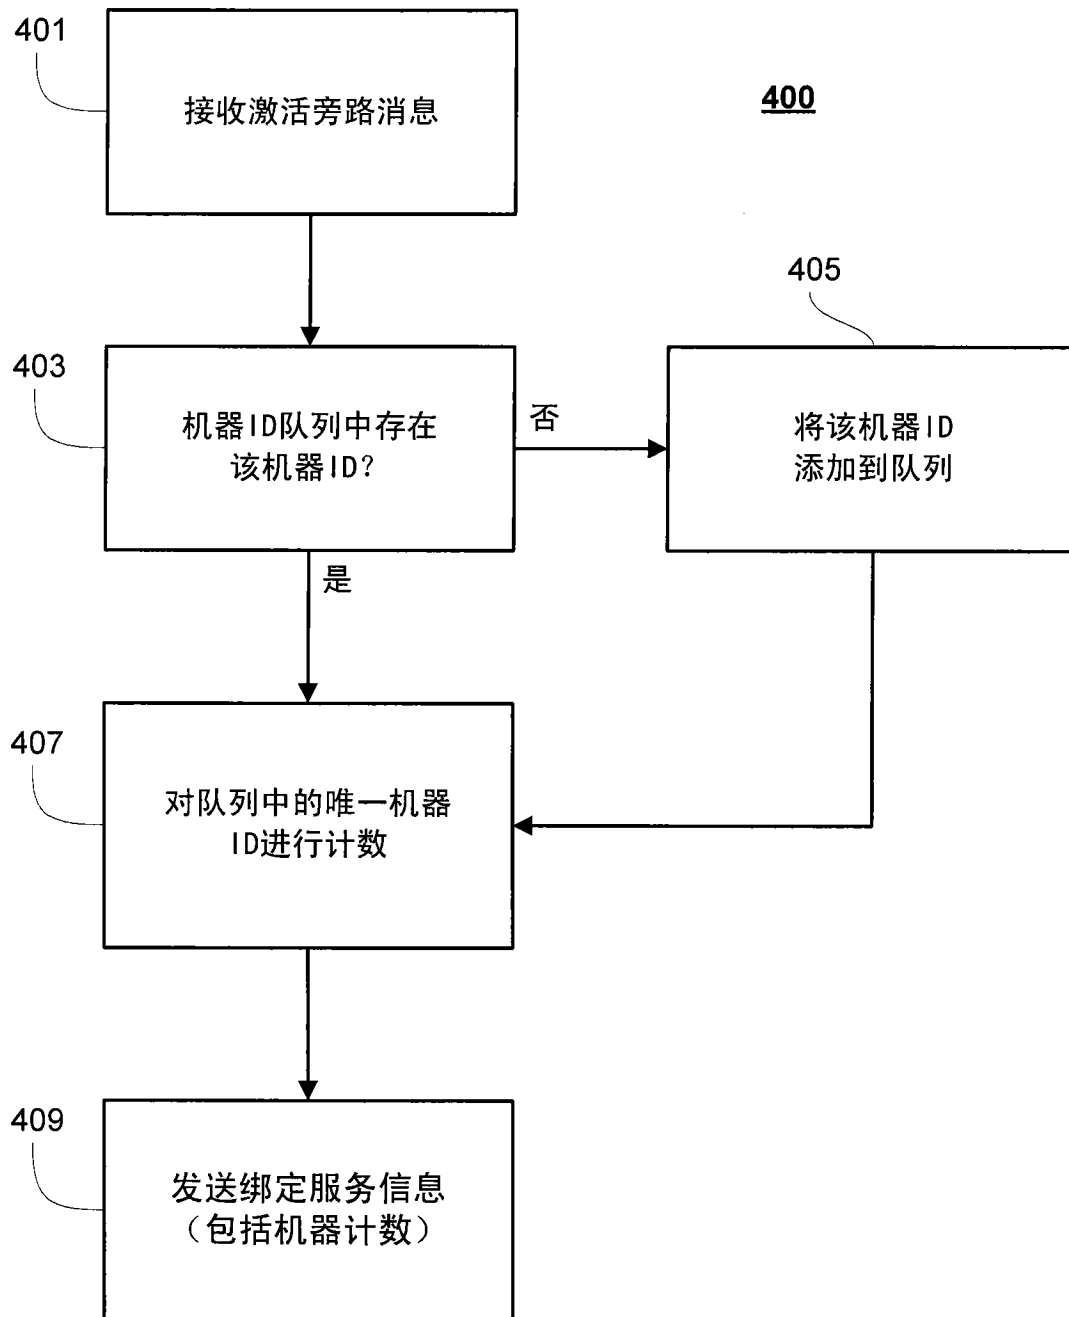 401
接收激活旁路消息
400
405
403
机器ID队列中存在
该机器ID?
否
将该机器ID
添加到队列
是
407
对队列中的唯一机器
ID进行计数
409
发送绑定服务信息
（包括机器计数）